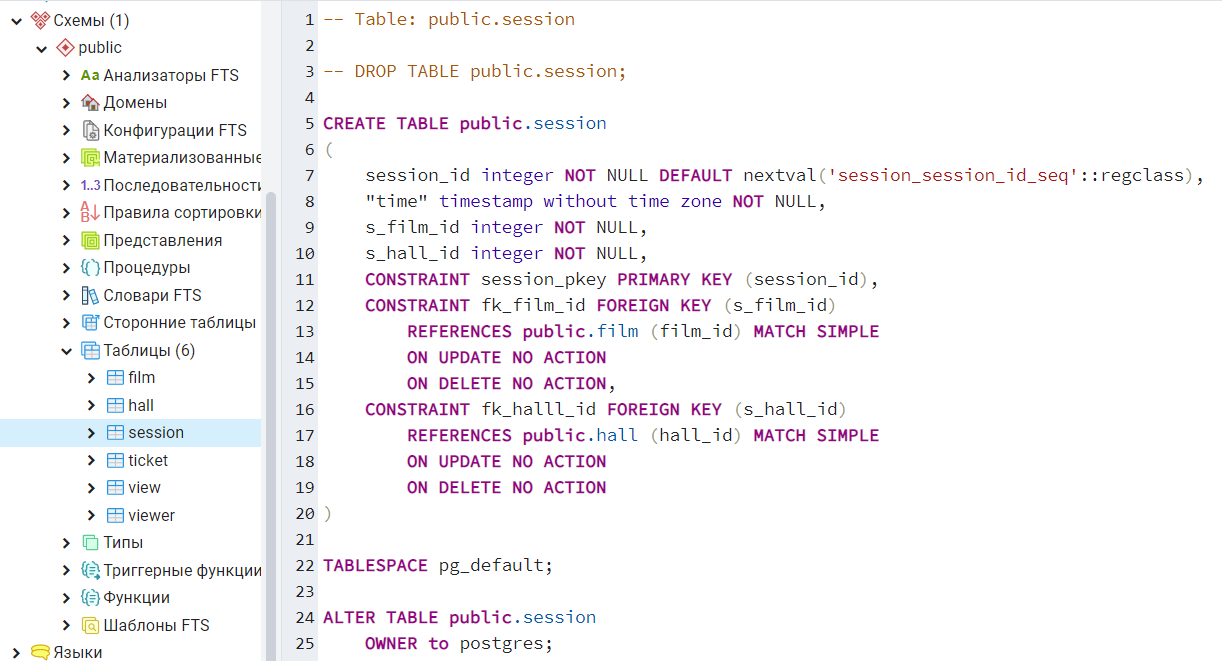 Схемы (1)
public
Aa Анализаторы FTS
Домены
Конфигурации FTS
Материализованные
1..3 Последовательности
Правила сортировки
Представления
Процедуры
Словари FTS
Сторонние таблицы
Таблицы (6)
film
hall
session
ticket
view
viewer
Типы
Триггерные функции
Функции
Шаблоны FTS
Языки
1 -- Table: public.session
2
3 -- DROP TABLE public.session;
4
5 CREATE TABLE public.session
6 (
7 session_id integer NOT NULL DEFAULT nextval('session_session_id_seq'::regclass),
8 "time" timestamp without time zone NOT NULL,
9 s_film_id integer NOT NULL,
10 s_hall_id integer NOT NULL,
11 CONSTRAINT session_pkey PRIMARY KEY (session_id),
12 CONSTRAINT fk_film_id FOREIGN KEY (s_film_id)
13 REFERENCES public.film (film_id) MATCH SIMPLE
14 ON UPDATE NO ACTION
15 ON DELETE NO ACTION,
16 CONSTRAINT fk_halll_id FOREIGN KEY (s_hall_id)
17 REFERENCES public.hall (hall_id) MATCH SIMPLE
18 ON UPDATE NO ACTION
19 ON DELETE NO ACTION
20 )
21
22 TABLESPACE pg_default;
23
24 ALTER TABLE public.session
25 OWNER to postgres;